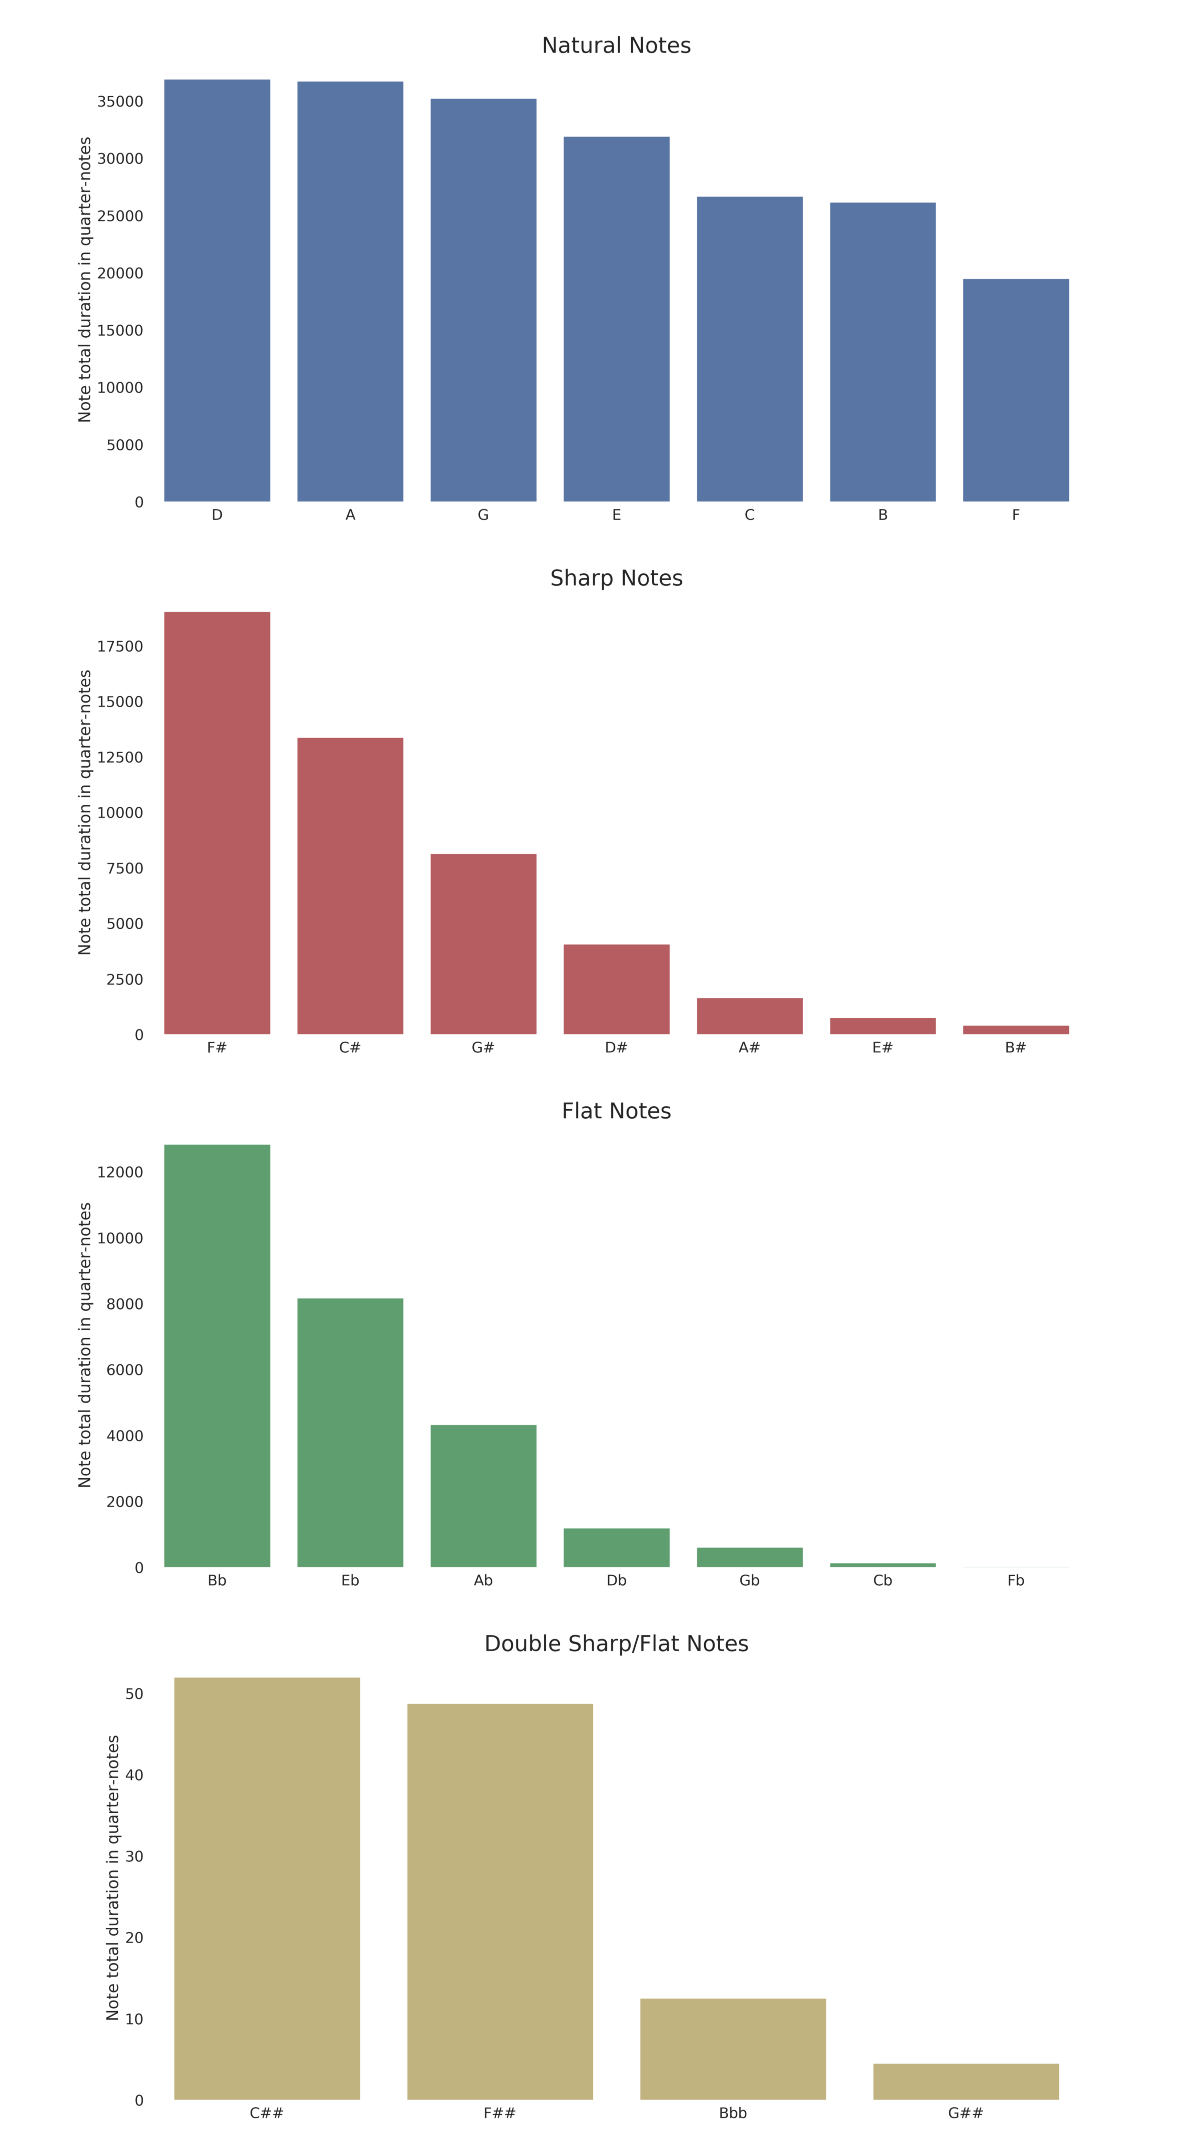 Natural Notes
Note total duration in quarter-notes
35000
30000
25000
20000
15000
10000
5000
0
D A G E C B F
Sharp Notes
Note total duration in quarter-notes
17500
15000
12500
10000
7500
5000
2500
0
F# C# G# D# A# E# B#
Flat Notes
Note total duration in quarter-notes
12000
10000
8000
6000
4000
2000
0
Bb Eb Ab Db Gb Cb Fb
Double Sharp/Flat Notes
Note total duration in quarter-notes
50
40
30
20
10
0
C## F## Bbb G##